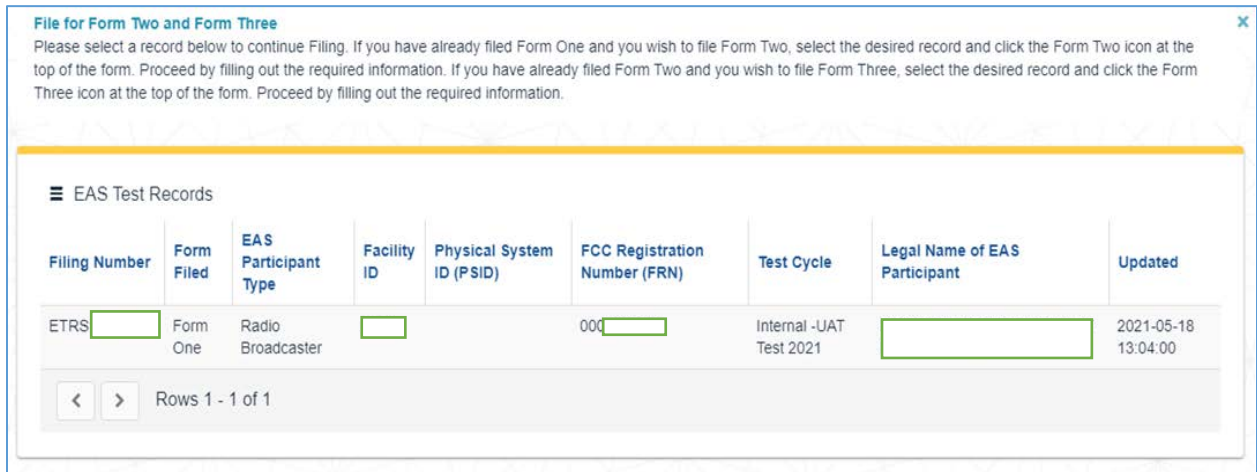 File for Form Two and Form Three
Please select a record below to continue Filing. If you have already filed Form One and you wish to file Form Two, select the desired record and click the Form Two icon at the
top of the form. Proceed by filling out the required information. If you have already filed Form Two and you wish to file Form Three, select the desired record and click the Form
Three icon at the top of the form. Proceed by filling out the required information.
EAS Test Records
Filing Number
Form
Filed
EAS
Participant
Type
Facility
ID
Physical System
ID (PSID)
FCC Registration
Number (FRN)
Test Cycle
Legal Name of EAS
Participant
Updated
ETRS
Form
One
Radio
Broadcaster
000
Internal -UAT
Test 2021
2021-05-18
13:04:00
Rows 1 - 1 of 1